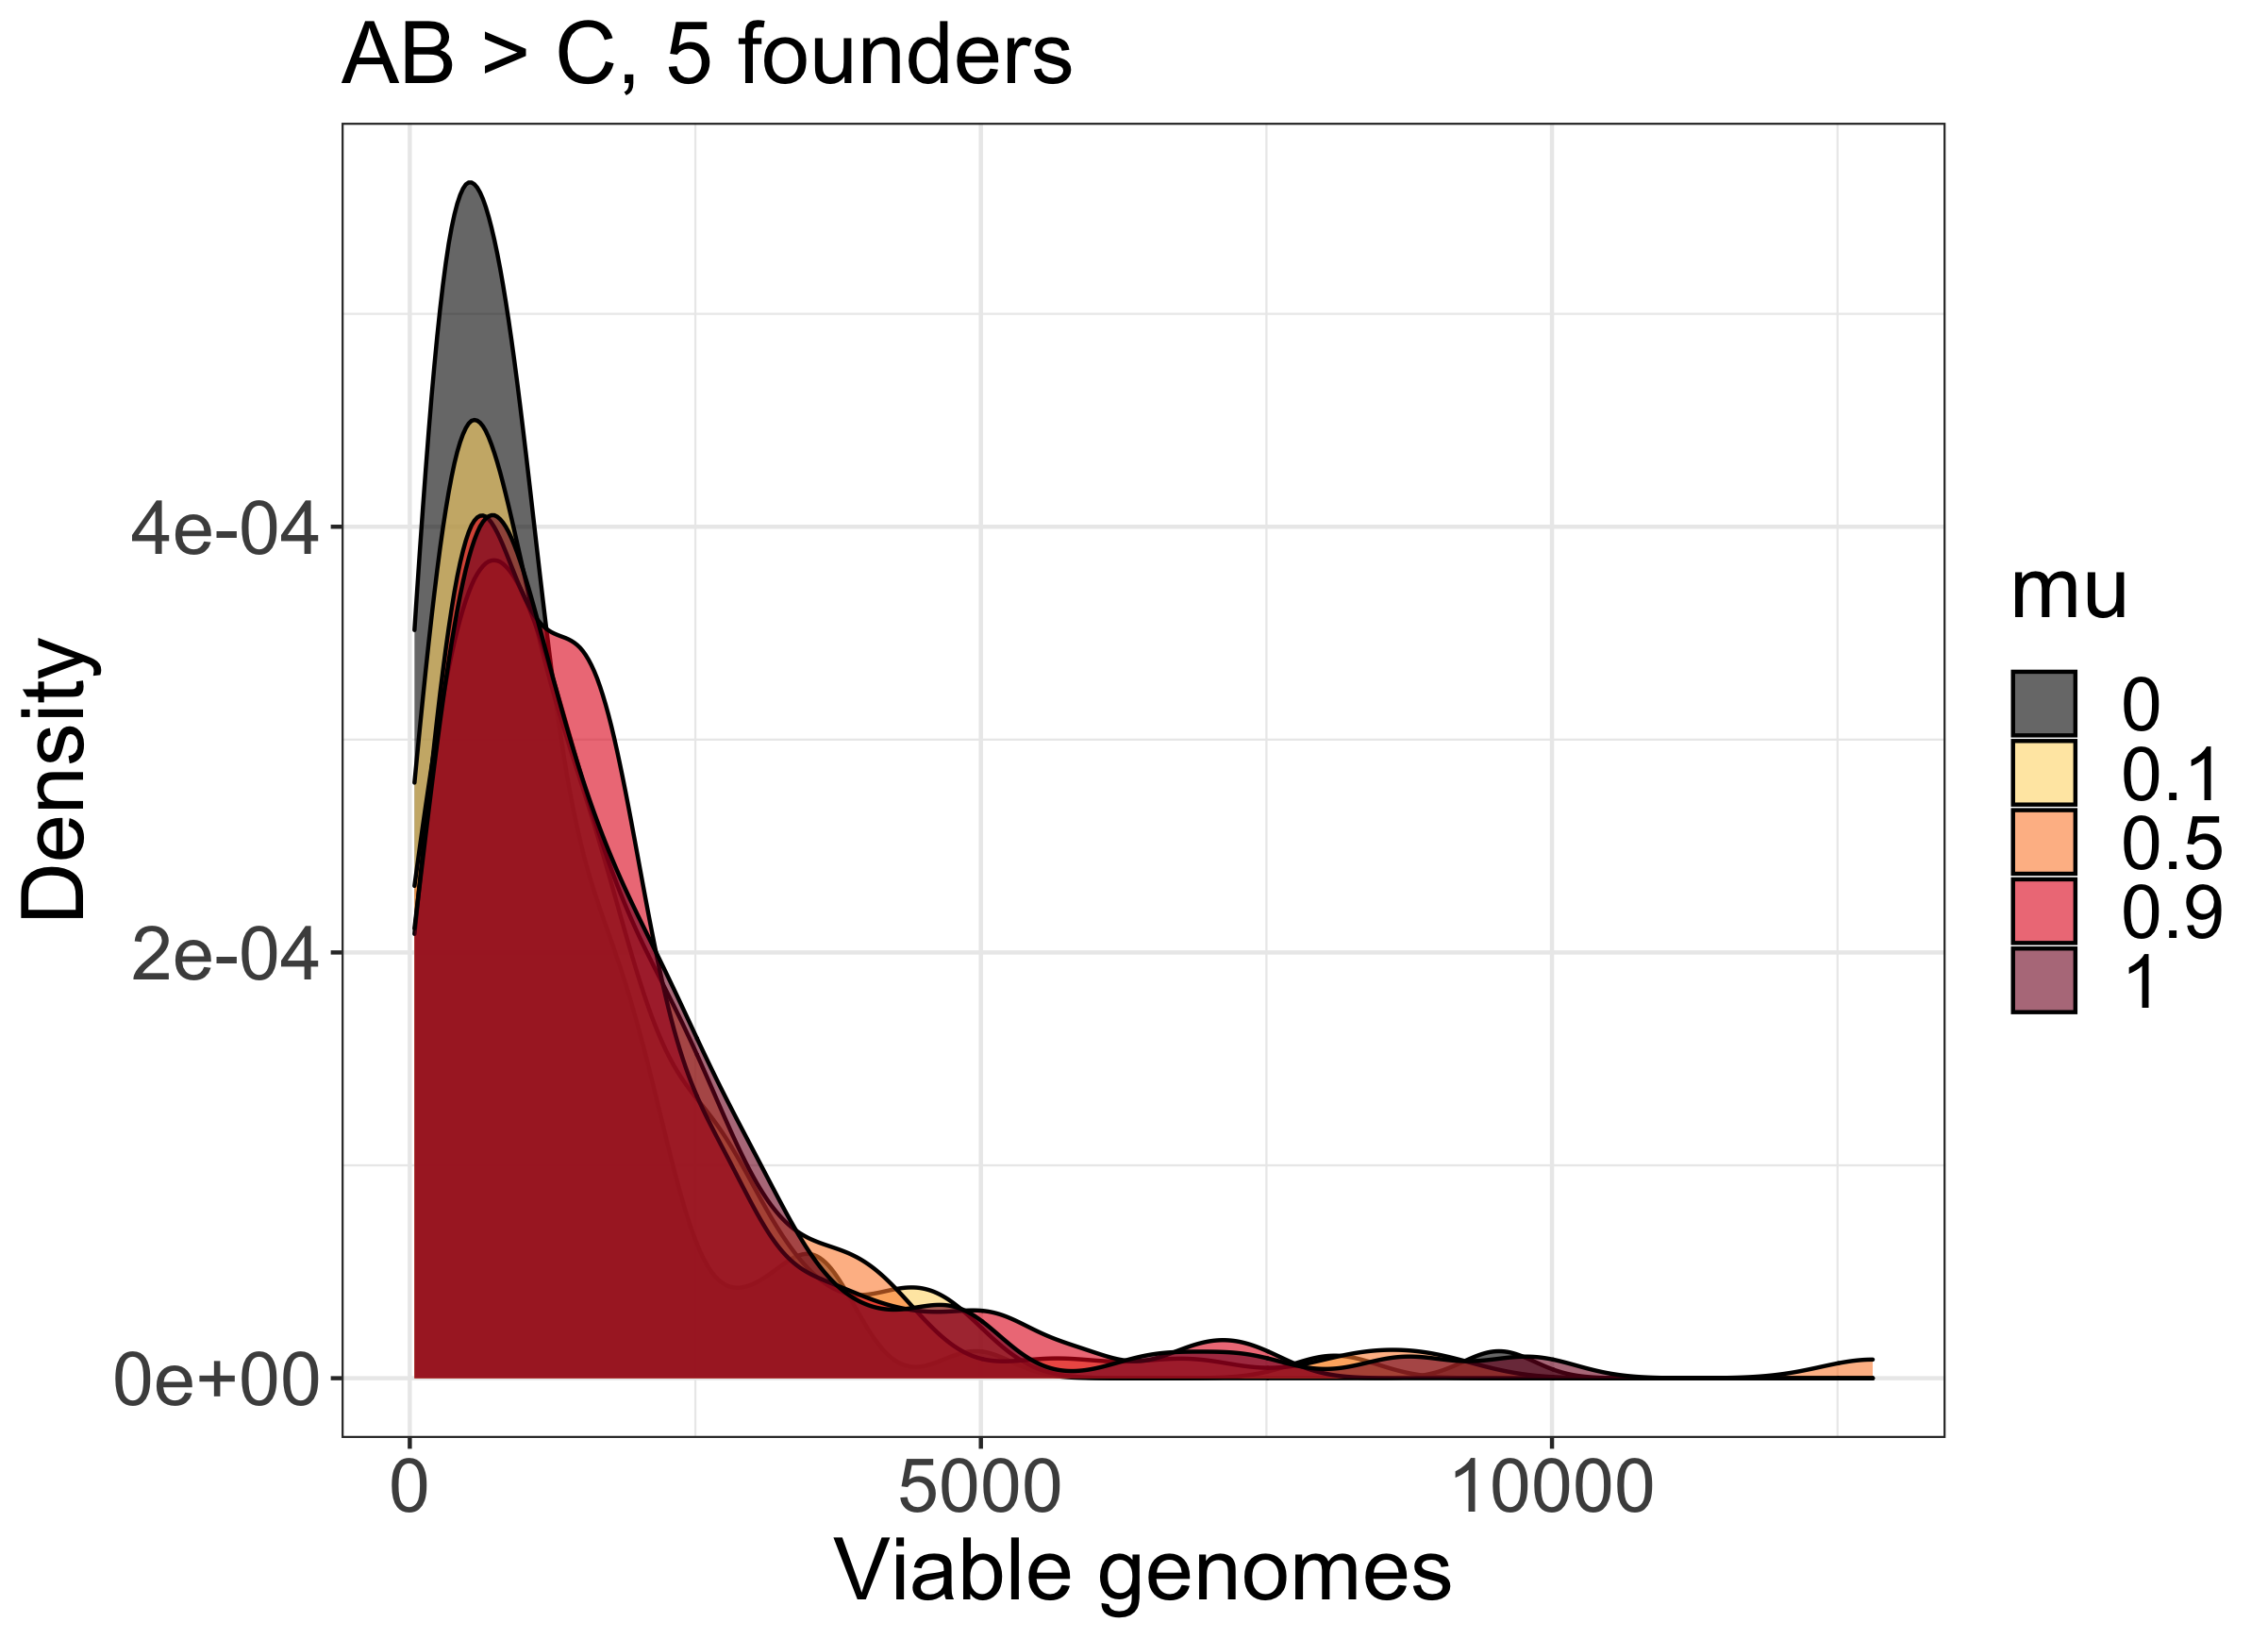 AB > C, 5 founders
Density
4e-04
2e-04
0e+00
0
5000
10000
Viable genomes
mu
0
0.1
0.5
0.9
1